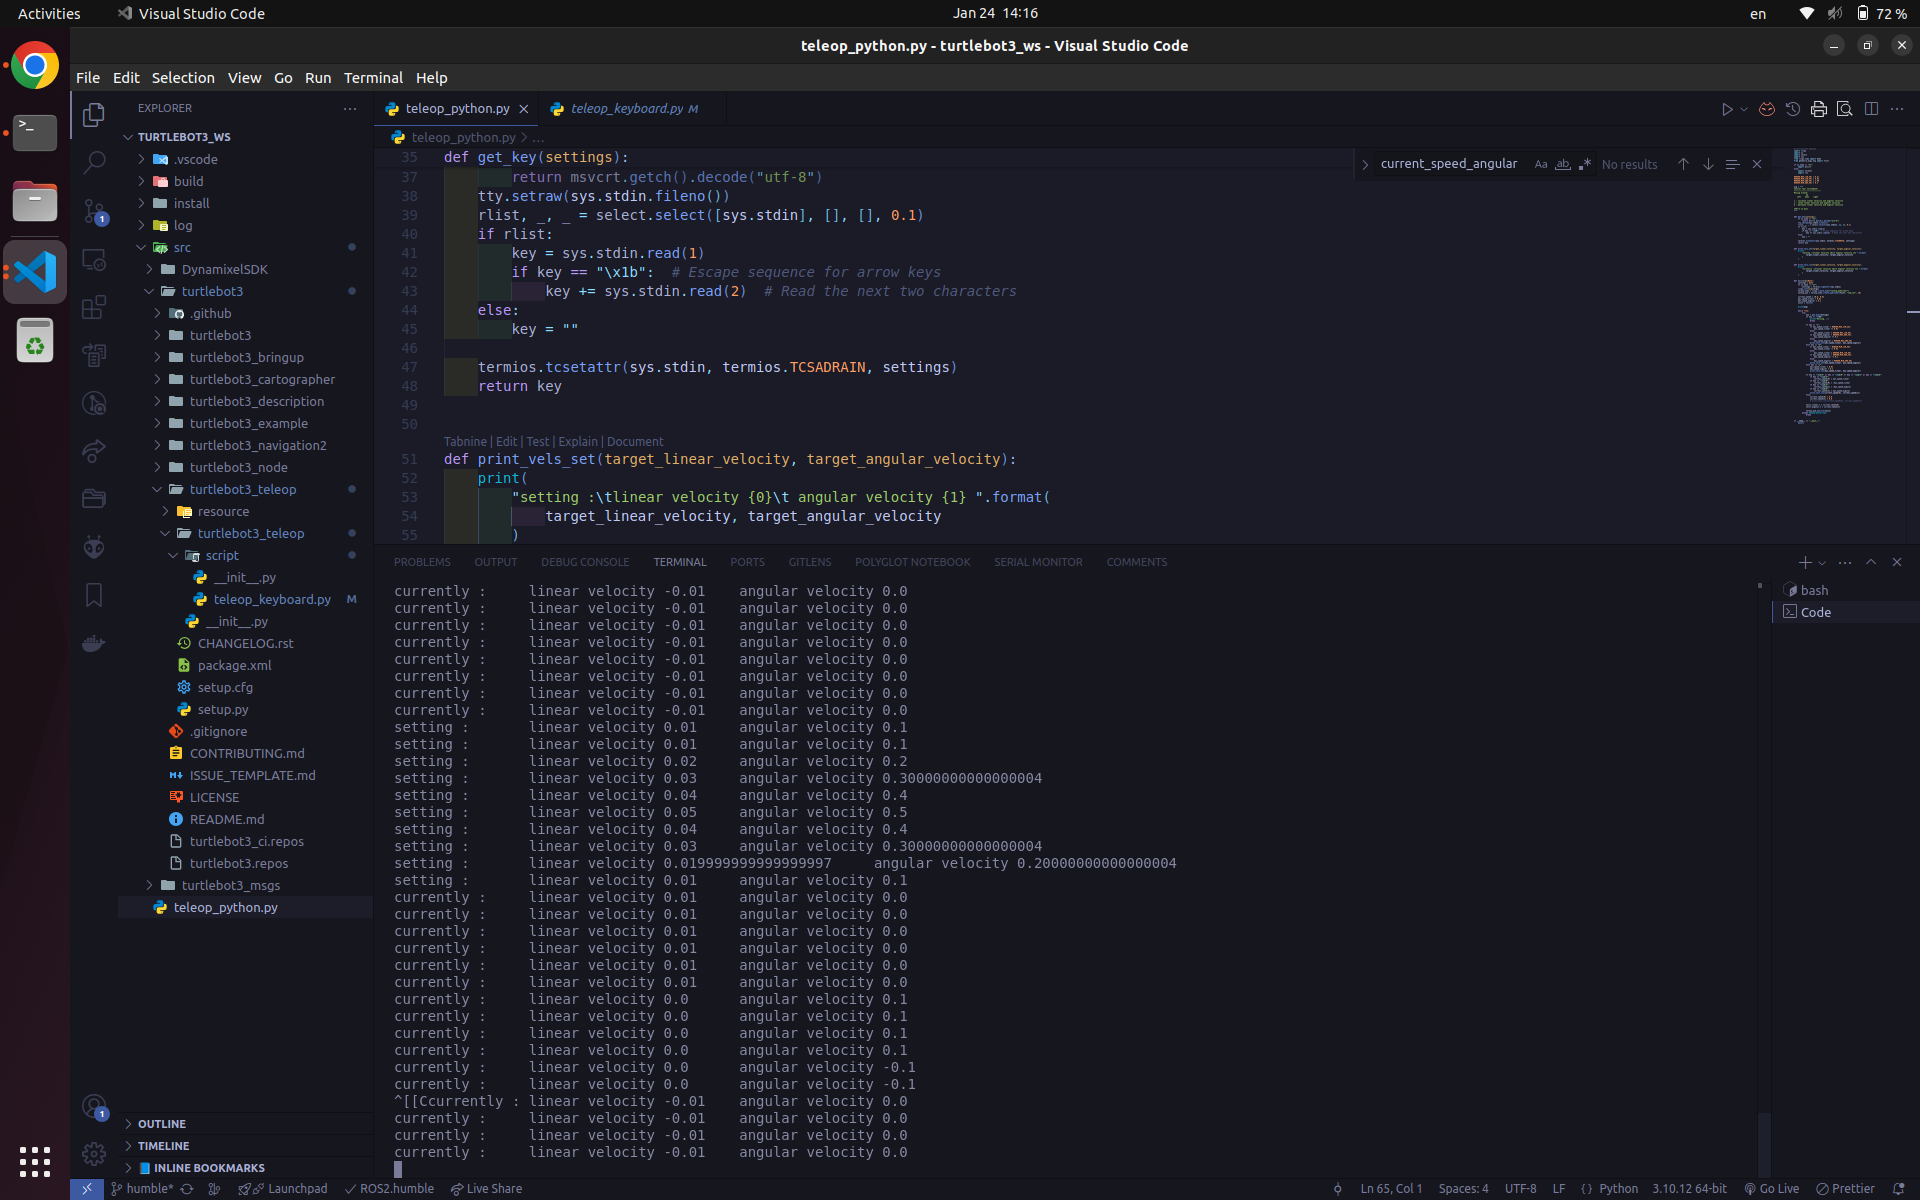 Activities
Visual Studio Code
Jan 24 14:16
en
72 %
teleop_python.py - turtlebot3_ws - Visual Studio Code
File Edit Selection View Go Run Terminal Help
EXPLORER
TURTLEBOT3_WS
.vscode
build
install
log
src
DynamixelSDK
turtlebot3
.github
turtlebot3
turtlebot3_bringup
turtlebot3_cartographer
turtlebot3_description
turtlebot3_example
turtlebot3_navigation2
turtlebot3_node
turtlebot3_teleop
resource
turtlebot3_teleop
script
__init__.py
teleop_keyboard.py M
__init__.py
CHANGELOG.rst
package.xml
setup.cfg
setup.py
.gitignore
CONTRIBUTING.md
ISSUE_TEMPLATE.md
LICENSE
README.md
turtlebot3_ci.repos
turtlebot3.repos
turtlebot3_msgs
teleop_python.py
OUTLINE
TIMELINE
INLINE BOOKMARKS
1
1
teleop_python.py
teleop_keyboard.py M
teleop_python.py > ...
current_speed_angular Aa ab .* No results
35 def get_key(settings):
37 return msvcrt.getch().decode("utf-8")
38 tty.setraw(sys.stdin.fileno())
39 rlist, _, _ = select.select([sys.stdin], [], [], 0.1)
40 if rlist:
41 key = sys.stdin.read(1)
42 if key == "\x1b":  # Escape sequence for arrow keys
43 key += sys.stdin.read(2)  # Read the next two characters
44 else:
45 key = ""
46
47 termios.tcsetattr(sys.stdin, termios.TCSADRAIN, settings)
48 return key
49
50
Tabnine | Edit | Test | Explain | Document
51 def print_vels_set(target_linear_velocity, target_angular_velocity):
52 print(
53 "setting :\tlinear velocity {0}\t angular velocity {1} ".format(
54 target_linear_velocity, target_angular_velocity
55 )
PROBLEMS OUTPUT DEBUG CONSOLE TERMINAL PORTS GITLENS POLYGLOT NOTEBOOK SERIAL MONITOR COMMENTS
bash
Code
currently : linear velocity -0.01 angular velocity 0.0
currently : linear velocity -0.01 angular velocity 0.0
currently : linear velocity -0.01 angular velocity 0.0
currently : linear velocity -0.01 angular velocity 0.0
currently : linear velocity -0.01 angular velocity 0.0
currently : linear velocity -0.01 angular velocity 0.0
currently : linear velocity -0.01 angular velocity 0.0
currently : linear velocity -0.01 angular velocity 0.0
setting : linear velocity 0.01 angular velocity 0.1
setting : linear velocity 0.01 angular velocity 0.1
setting : linear velocity 0.02 angular velocity 0.2
setting : linear velocity 0.03 angular velocity 0.30000000000000004
setting : linear velocity 0.04 angular velocity 0.4
setting : linear velocity 0.05 angular velocity 0.5
setting : linear velocity 0.04 angular velocity 0.4
setting : linear velocity 0.03 angular velocity 0.30000000000000004
setting : linear velocity 0.019999999999999997 angular velocity 0.20000000000000004
setting : linear velocity 0.01 angular velocity 0.1
currently : linear velocity 0.01 angular velocity 0.0
currently : linear velocity 0.01 angular velocity 0.0
currently : linear velocity 0.01 angular velocity 0.0
currently : linear velocity 0.01 angular velocity 0.0
currently : linear velocity 0.01 angular velocity 0.0
currently : linear velocity 0.01 angular velocity 0.0
currently : linear velocity 0.0 angular velocity 0.1
currently : linear velocity 0.0 angular velocity 0.1
currently : linear velocity 0.0 angular velocity 0.1
currently : linear velocity 0.0 angular velocity 0.1
currently : linear velocity 0.0 angular velocity -0.1
currently : linear velocity 0.0 angular velocity -0.1
^[[Ccurrently : linear velocity -0.01 angular velocity 0.0
currently : linear velocity -0.01 angular velocity 0.0
currently : linear velocity -0.01 angular velocity 0.0
currently : linear velocity -0.01 angular velocity 0.0
humble* Launchpad ROS2.humble Live Share Ln 65, Col 1 Spaces: 4 UTF-8 LF {} Python 3.10.12 64-bit Go Live Prettier